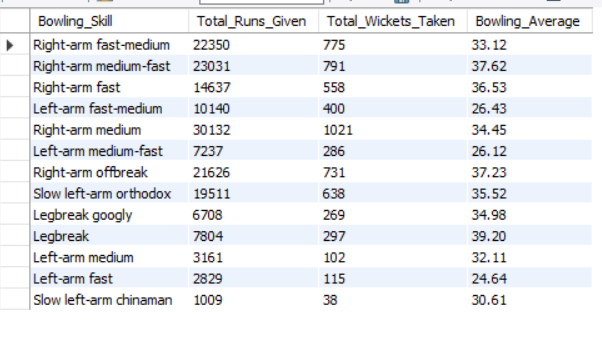 Bowling_Skill Total_Runs_Given Total_Wickets_Taken Bowling_Average
Right-arm fast-medium 22350 775 33.12
Right-arm medium-fast 23031 791 37.62
Right-arm fast 14637 558 36.53
Left-arm fast-medium 10140 400 26.43
Right-arm medium 30132 1021 34.45
Left-arm medium-fast 7237 286 26.12
Right-arm offbreak 21626 731 37.23
Slow left-arm orthodox 19511 638 35.52
Legbreak googly 6708 269 34.98
Legbreak 7804 297 39.20
Left-arm medium 3161 102 32.11
Left-arm fast 2829 115 24.64
Slow left-arm chinaman 1009 38 30.61